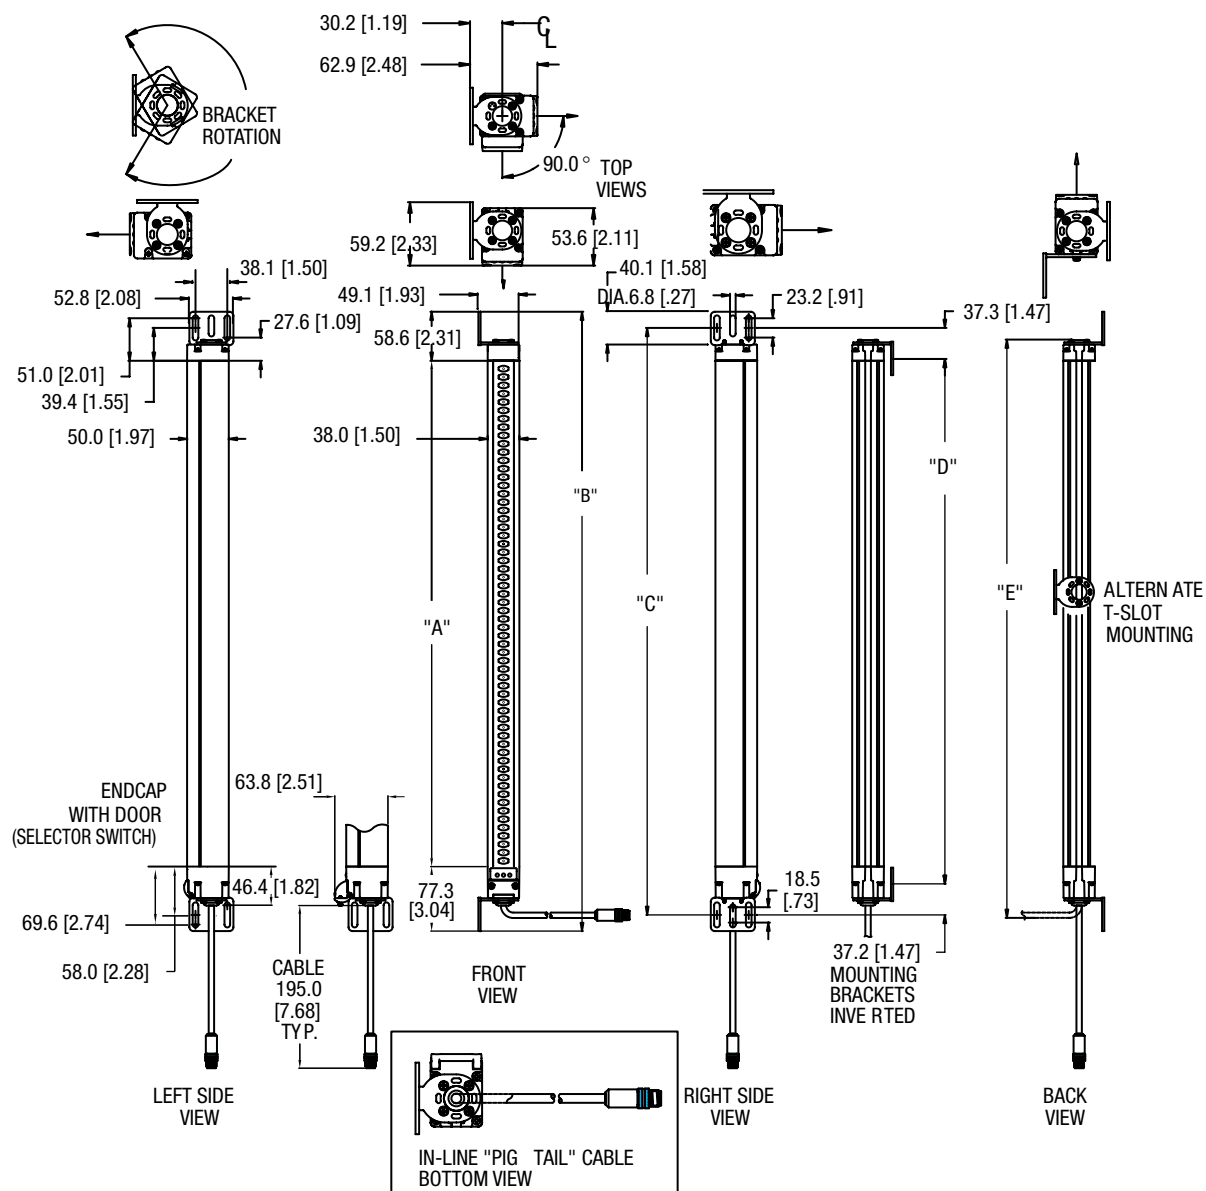 30.2 [1.19]
CL
62.9 [2.48]
BRACKET
ROTATION
90.0°
TOP
VIEWS
59.2 [2.33]
53.6 [2.11]
38.1 [1.50]
52.8 [2.08]
27.6 [1.09]
51.0 [2.01]
39.4 [1.55]
50.0 [1.97]
49.1 [1.93]
58.6 [2.31]
38.0 [1.50]
40.1 [1.58]
DIA.6.8 [.27]
23.2 [.91]
37.3 [1.47]
"A"
"B"
"C"
"D"
"E"
ALTERN ATE
T-SLOT
MOUNTING
ENDCAP
WITH DOOR
(SELECTOR SWITCH)
63.8 [2.51]
46.4 [1.82]
69.6 [2.74]
58.0 [2.28]
77.3
[3.04]
18.5
[.73]
37.2 [1.47]
MOUNTING
BRACKETS
INVE RTED
CABLE
195.0
[7.68]
TY P.
FRONT
VIEW
LEFT SIDE
VIEW
RIGHT SIDE
VIEW
BACK
VIEW
IN-LINE "PIG TAIL" CABLE
BOTTOM VIEW